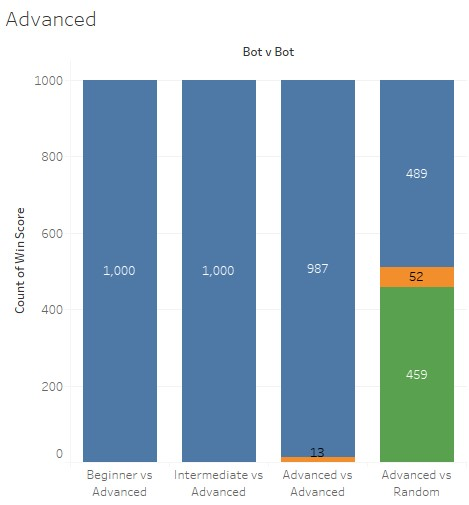 Advanced
Bot v Bot
Count of Win Score
1000
800
600
400
200
0
1,000
1,000
987
13
489
52
459
Beginner vs
Advanced
Intermediate vs
Advanced
Advanced vs
Advanced
Advanced vs
Random